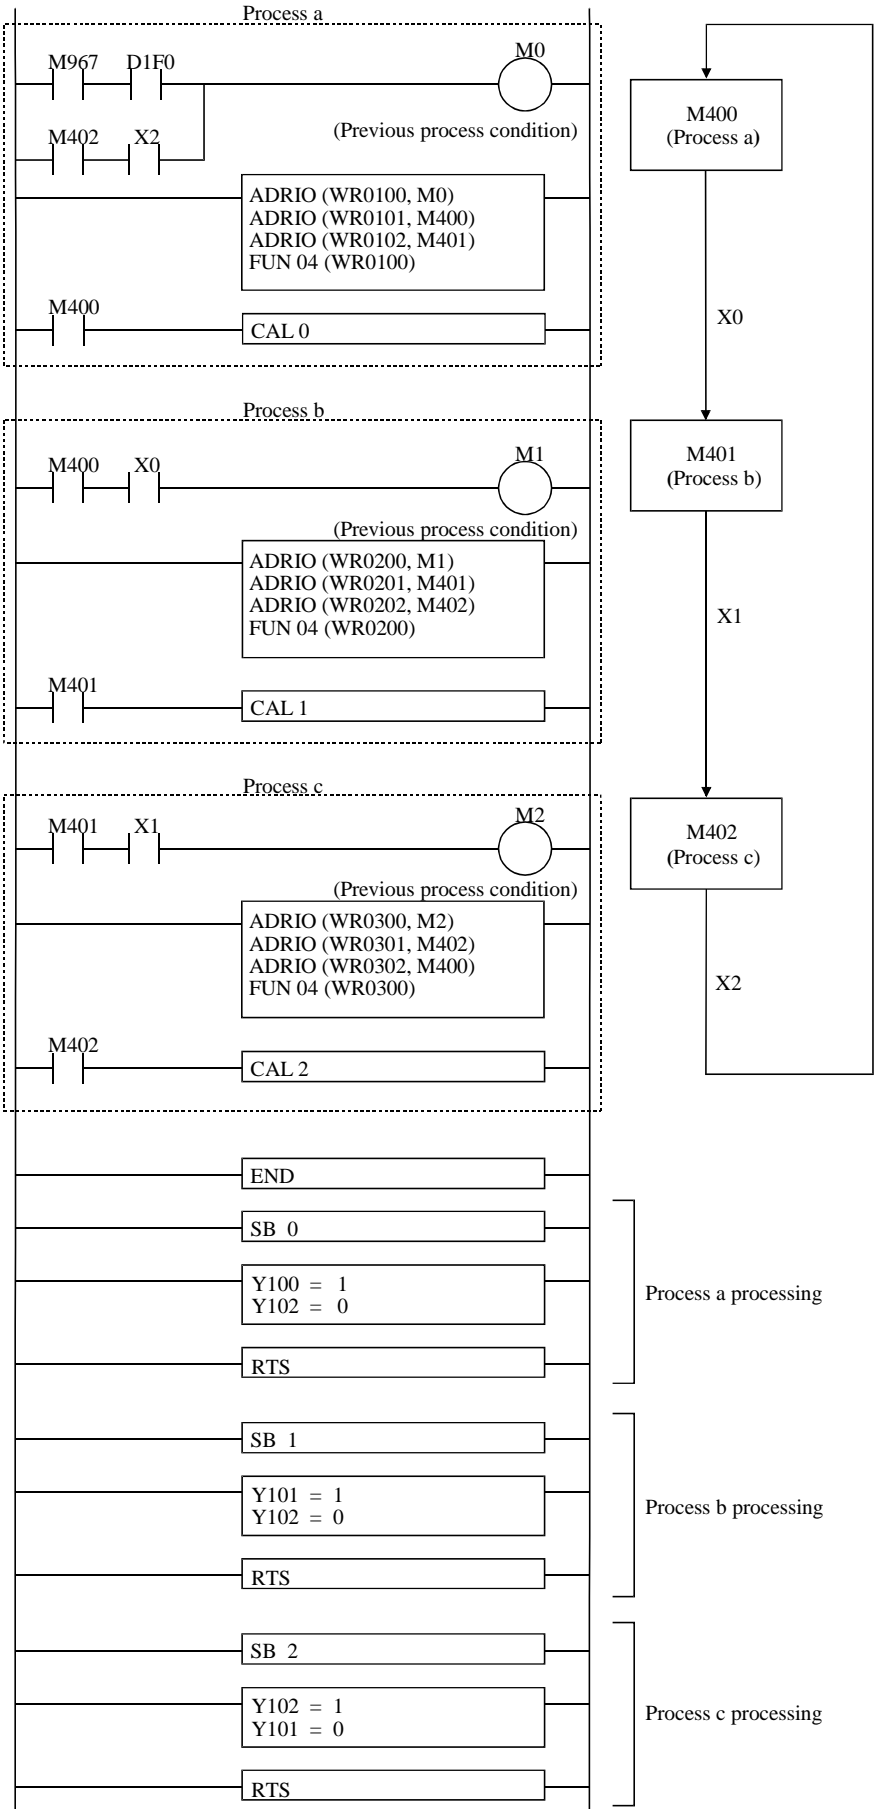 Process a
M967 D1F0 M0
(Previous process condition)
M402 X2
ADRIO (WR0100, M0)
ADRIO (WR0101, M400)
ADRIO (WR0102, M401)
FUN 04 (WR0100)
M400
CAL 0
Process b
M400 X0 M1
(Previous process condition)
ADRIO (WR0200, M1)
ADRIO (WR0201, M401)
ADRIO (WR0202, M402)
FUN 04 (WR0200)
M401
CAL 1
Process c
M401 X1 M2
(Previous process condition)
ADRIO (WR0300, M2)
ADRIO (WR0301, M402)
ADRIO (WR0302, M400)
FUN 04 (WR0300)
M402
CAL 2
END
SB 0
Y100 = 1
Y102 = 0
RTS
SB 1
Y101 = 1
Y102 = 0
RTS
SB 2
Y102 = 1
Y101 = 0
RTS
M400
(Process a)
X0
M401
(Process b)
X1
M402
(Process c)
X2
Process a processing
Process b processing
Process c processing